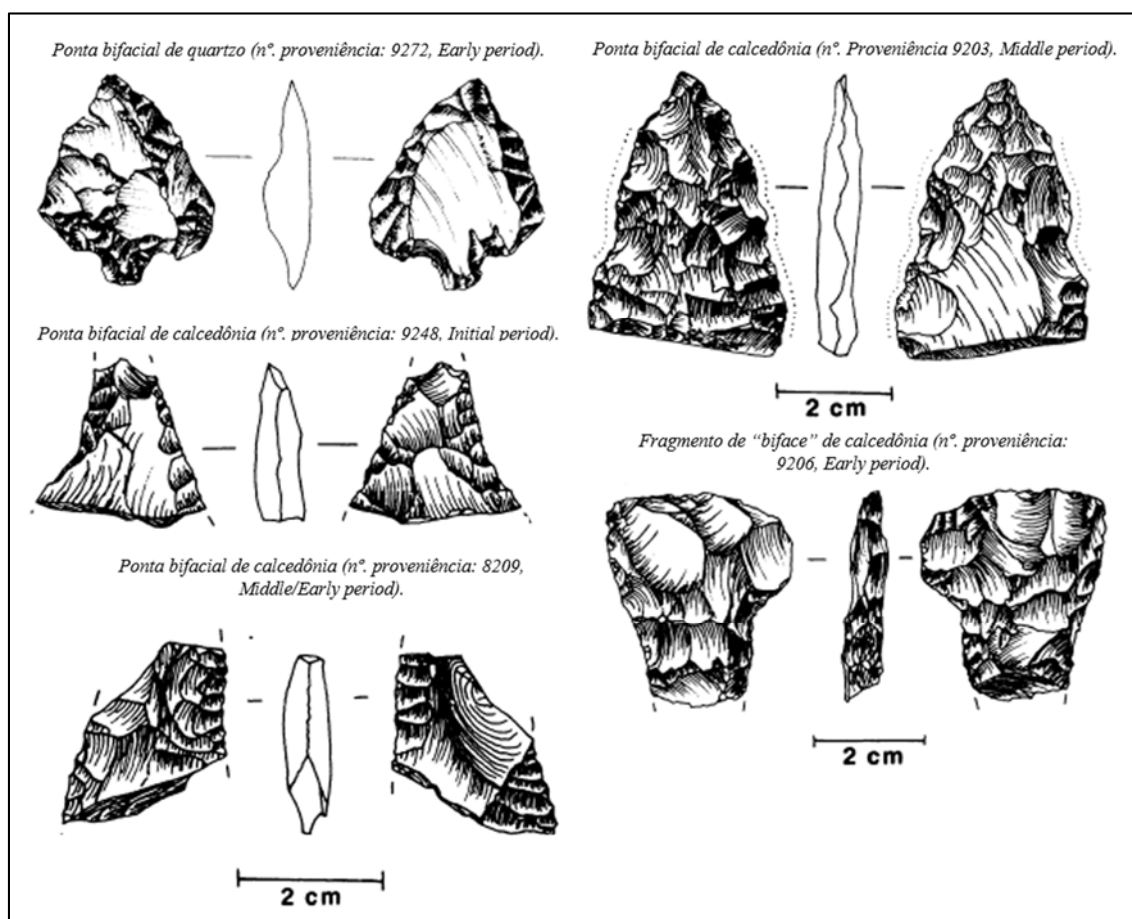 Ponta bifacial de quartzo (nº. proveniência: 9272, Early period).
Ponta bifacial de calcedônia (nº. proveniência: 9248, Initial period).
Ponta bifacial de calcedônia (nº. proveniência: 8209,
Middle/Early period).
2 cm
Ponta bifacial de calcedônia (nº. Proveniência 9203, Middle period).
2 cm
Fragmento de “biface” de calcedônia (nº. proveniência:
9206, Early period).
2 cm